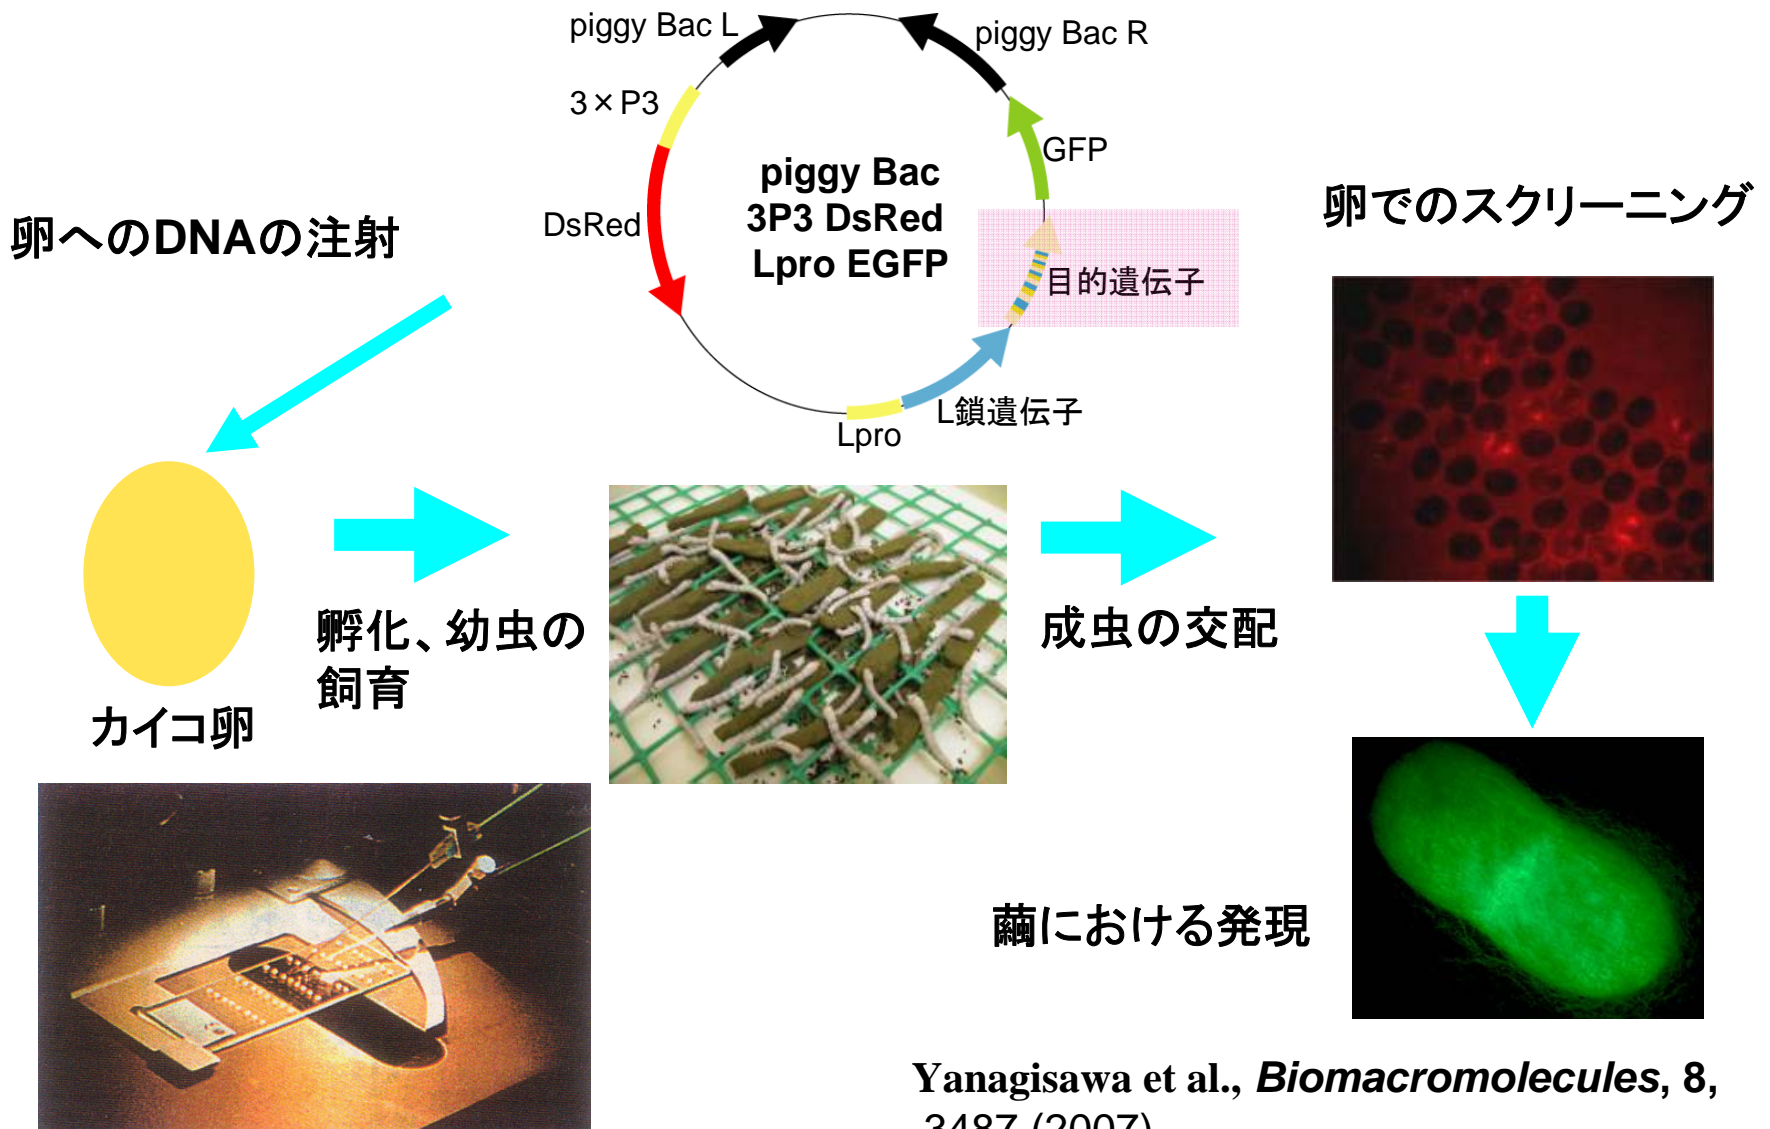 piggy Bac L
piggy Bac R
3×P3
GFP
DsRed
piggy Bac
3P3 DsRed
Lpro EGFP
目的遺伝子
L鎖遺伝子
Lpro
卵へのDNAの注射
卵でのスクリーニング
カイコ卵
孵化、幼虫の
飼育
成虫の交配
繭における発現
Yanagisawa et al., Biomacromolecules, 8,
3487 (2007)